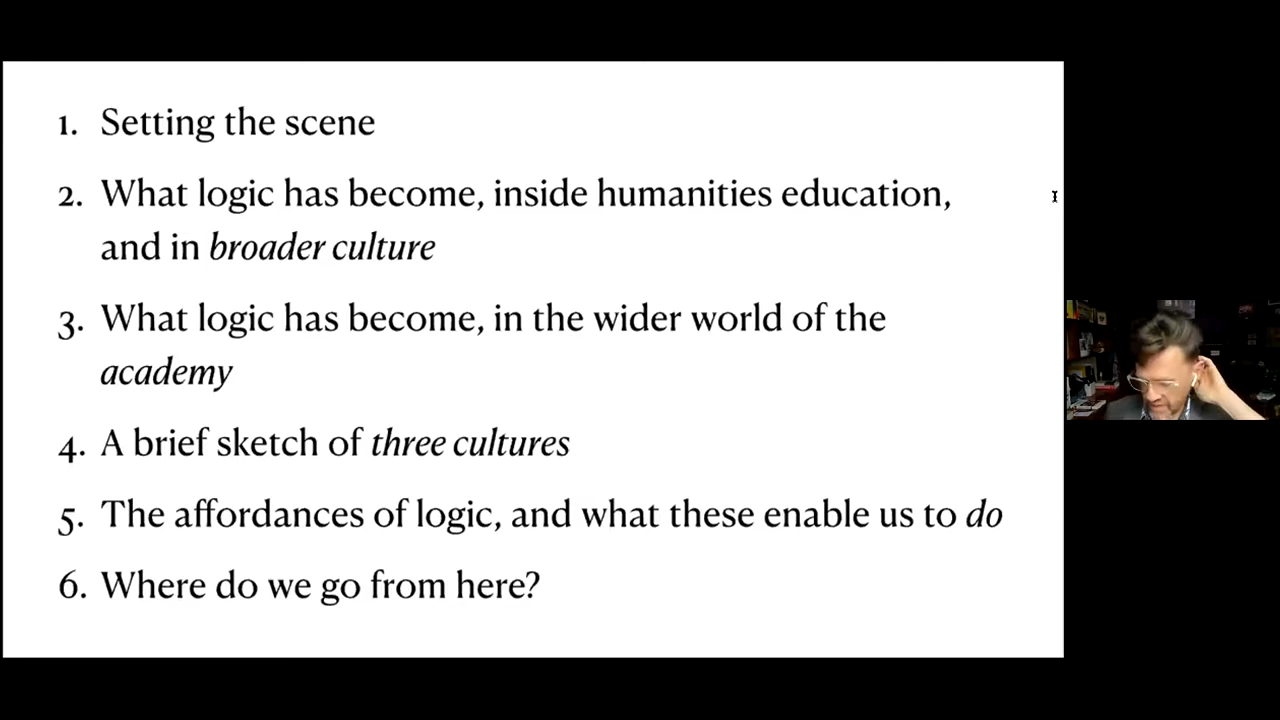 1. Setting the scene
2. What logic has become, inside humanities education,
and in broader culture
3. What logic has become, in the wider world of the
academy
4. A brief sketch of three cultures
5. The affordances of logic, and what these enable us to do
6. Where do we go from here?